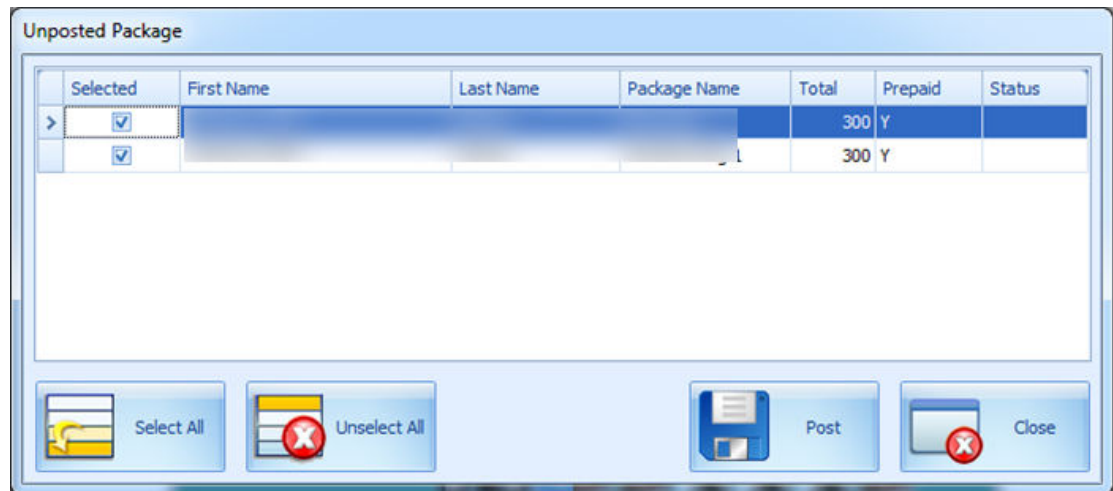 Unposted Package
Selected First Name Last Name Package Name Total Prepaid Status
300 Y
1 300 Y
Select All Unselect All Post Close